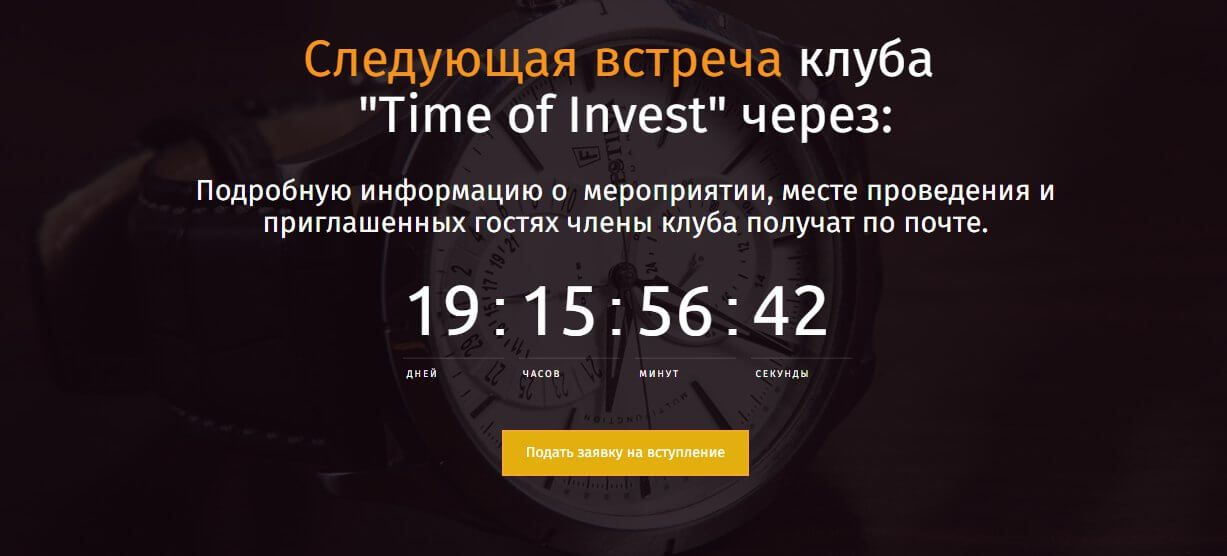 Следующая встреча клуба
"Time of Invest" через:
Подробную информацию о мероприятии, месте проведения и
приглашенных гостях члены клуба получат по почте.
19 : 15 : 56 : 42
ДНЕЙ ЧАСОВ МИНУТ СЕКУНДЫ
Подать заявку на вступление
MULTIFUNCTION